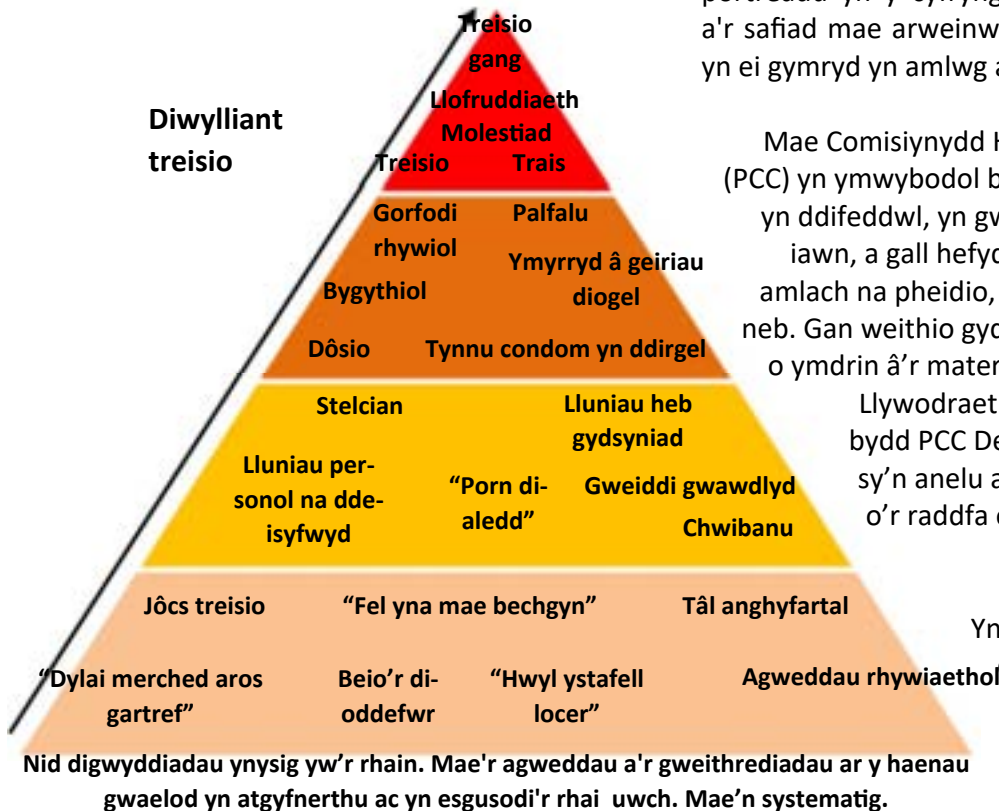 portreadu yn y cyfryng
a'r safiad mae arweinw
yn ei gymryd yn amlwg a
Mae Comisiynydd H
(PCC) yn ymwybodol b
yn ddifeddwl, yn gw
iawn, a gall hefyd
amlach na pheidio,
neb. Gan weithio gyd
o ymdrin â'r mater
Llywodraet
bydd PCC De
sy'n anelu a
o'r raddfa
Yn
Diwylliant
treisio
Treisio
gang
Llofruddiaeth
Molestiad
Treisio Trais
Gorfodi
rhywiol
Palfalu
Ymyrryd â geiriau
diogel
Bygythiol
Dôsio Tynnu condom yn ddirgel
Stelcian
Lluniau heb
gydsyniad
Lluniau per-
sonol na dde-
isyfwyd
“Porn di-
aledd”
Gweiddi gwawdlyd
Chwibanu
Jôcs treisio “Fel yna mae bechgyn” Tâl anghyfartal
“Dylai merched aros
gartref”
Beio’r di-
oddefwr
“Hwyl ystafell
locer”
Agweddau rhywiaethol
Nid digwyddiadau ynysig yw’r rhain. Mae'r agweddau a'r gweithrediadau ar y haenau
gwaelod yn atgyfnerthu ac yn esgusodi'r rhai uwch. Mae’n systematig.